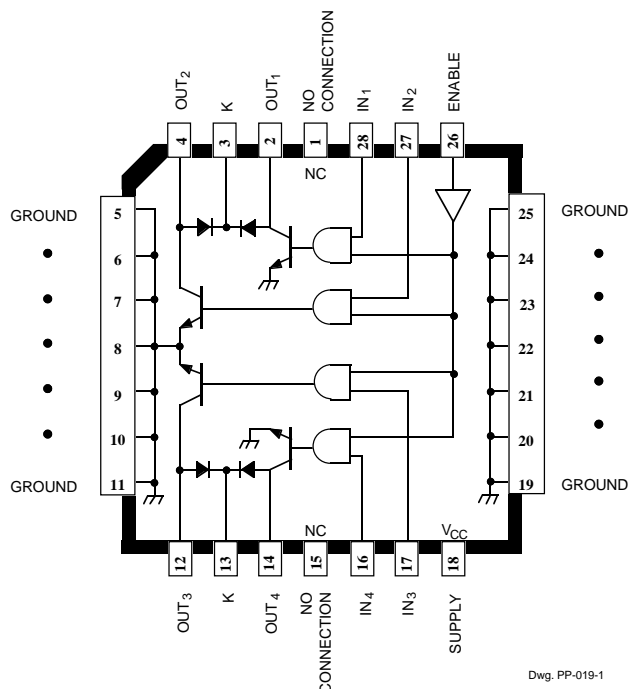 OUT2
K
OUT1
NO CONNECTION
IN1
IN2
ENABLE
4
3
2
1
28
27
26
NC
GROUND
5
6
7
8
9
10
11
GROUND
25
GROUND
24
23
22
21
20
19
GROUND
NC
VCC
12
13
14
15
16
17
18
OUT3
K
OUT4
NO CONNECTION
IN4
IN3
SUPPLY
Dwg. PP-019-1